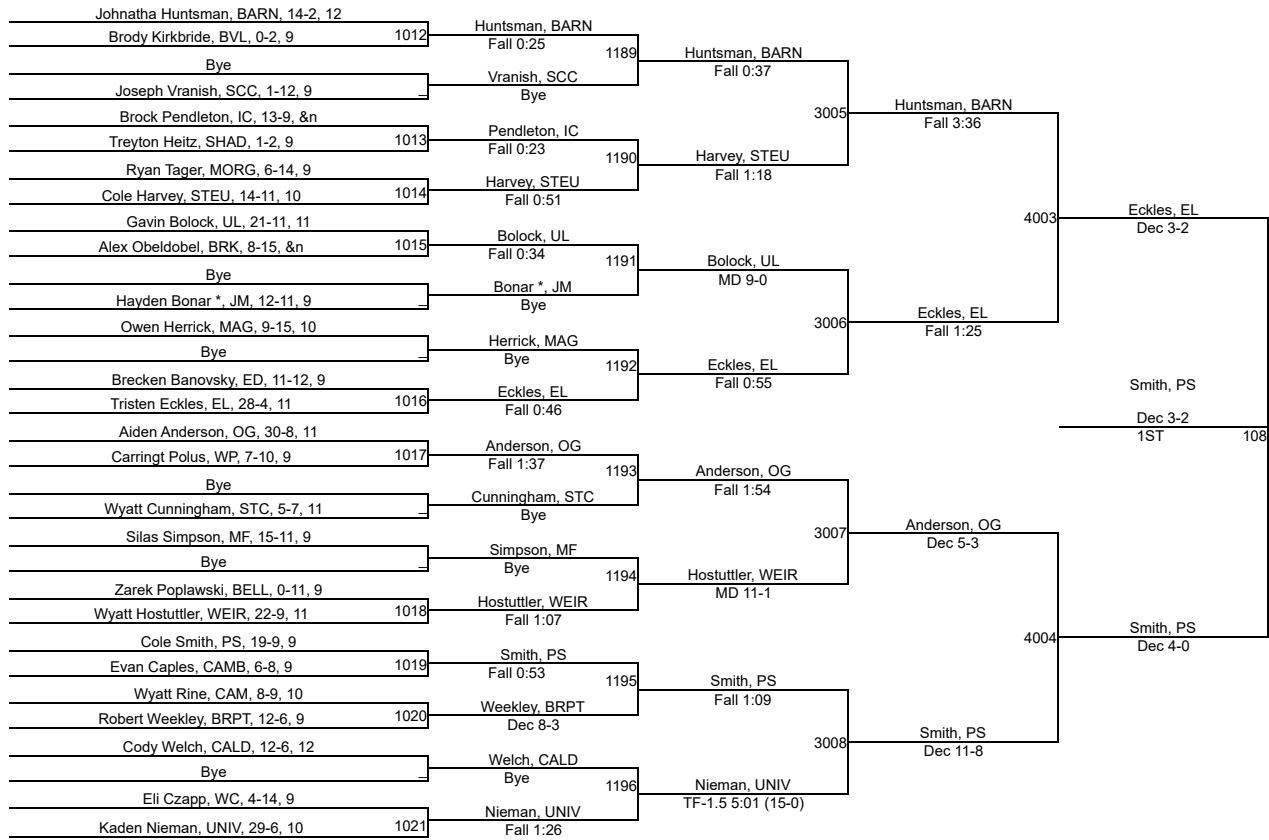 Johnatha Huntsman, BARN, 14-2, 12
Brody Kirkbride, BVL, 0-2, 9
1012
Bye
Joseph Vranish, SCC, 1-12, 9
_
Brock Pendleton, IC, 13-9, &n
Treyton Heitz, SHAD, 1-2, 9
1013
Ryan Tager, MORG, 6-14, 9
Cole Harvey, STEU, 14-11, 10
1014
Gavin Bolock, UL, 21-11, 11
Alex Obeldobel, BRK, 8-15, &n
1015
Bye
Hayden Bonar *, JM, 12-11, 9
_
Owen Herrick, MAG, 9-15, 10
Bye
_
Brecken Banovsky, ED, 11-12, 9
Tristen Eckles, EL, 28-4, 11
1016
Aiden Anderson, OG, 30-8, 11
Carringt Polus, WP, 7-10, 9
1017
Bye
Wyatt Cunningham, STC, 5-7, 11
_
Silas Simpson, MF, 15-11, 9
Bye
_
Zarek Poplawski, BELL, 0-11, 9
Wyatt Hostuttler, WEIR, 22-9, 11
1018
Cole Smith, PS, 19-9, 9
Evan Caples, CAMB, 6-8, 9
1019
Wyatt Rine, CAM, 8-9, 10
Robert Weekley, BRPT, 12-6, 9
1020
Cody Welch, CALD, 12-6, 12
Bye
_
Eli Czapp, WC, 4-14, 9
Kaden Nieman, UNIV, 29-6, 10
1021
Huntsman, BARN
Fall 0:25
1189
Vranish, SCC
Bye
Pendleton, IC
Fall 0:23
1190
Harvey, STEU
Fall 0:51
Bolock, UL
Fall 0:34
1191
Bonar *, JM
Bye
Herrick, MAG
Bye
1192
Eckles, EL
Fall 0:46
Anderson, OG
Fall 1:37
1193
Cunningham, STC
Bye
Simpson, MF
Bye
1194
Hostuttler, WEIR
Fall 1:07
Smith, PS
Fall 0:53
1195
Weekley, BRPT
Dec 8-3
Welch, CALD
Bye
1196
Nieman, UNIV
Fall 1:26
Huntsman, BARN
Fall 0:37
3005
Harvey, STEU
Fall 1:18
Bolock, UL
MD 9-0
3006
Eckles, EL
Fall 0:55
Anderson, OG
Fall 1:54
3007
Hostuttler, WEIR
MD 11-1
Smith, PS
Fall 1:09
3008
Nieman, UNIV
TF-1.5 5:01 (15-0)
Huntsman, BARN
Fall 3:36
4003
Eckles, EL
Fall 1:25
Anderson, OG
Dec 5-3
4004
Smith, PS
Dec 11-8
Eckles, EL
Dec 3-2
Smith, PS
Dec 3-2
1ST
108
Smith, PS
Dec 4-0